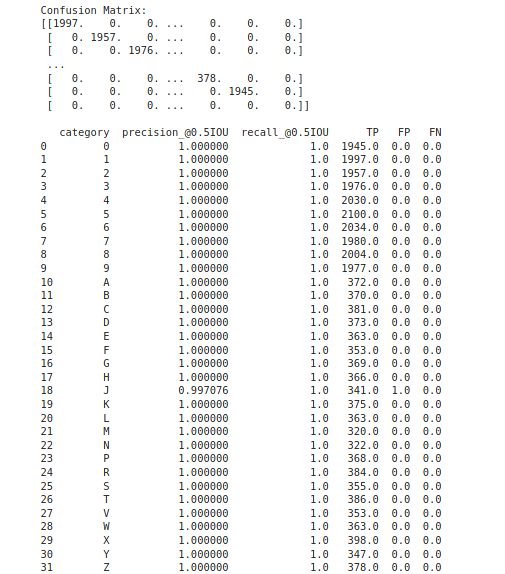 Confusion Matrix:
[[1997. 0. 0. ... 0. 0. 0.]
[ 0. 1957. 0. ... 0. 0. 0.]
[ 0. 0. 1976. ... 0. 0. 0.]
...
[ 0. 0. 0. ... 378. 0. 0.]
[ 0. 0. 0. ... 0. 1945. 0.]
[ 0. 0. 0. ... 0. 0. 0.]]
category precision_@0.5IOU recall_@0.5IOU TP FP FN
0 0 1.000000 1.0 1945.0 0.0 0.0
1 1 1.000000 1.0 1997.0 0.0 0.0
2 2 1.000000 1.0 1957.0 0.0 0.0
3 3 1.000000 1.0 1976.0 0.0 0.0
4 4 1.000000 1.0 2030.0 0.0 0.0
5 5 1.000000 1.0 2100.0 0.0 0.0
6 6 1.000000 1.0 2034.0 0.0 0.0
7 7 1.000000 1.0 1980.0 0.0 0.0
8 8 1.000000 1.0 2004.0 0.0 0.0
9 9 1.000000 1.0 1977.0 0.0 0.0
10 A 1.000000 1.0 372.0 0.0 0.0
11 B 1.000000 1.0 370.0 0.0 0.0
12 C 1.000000 1.0 381.0 0.0 0.0
13 D 1.000000 1.0 373.0 0.0 0.0
14 E 1.000000 1.0 363.0 0.0 0.0
15 F 1.000000 1.0 353.0 0.0 0.0
16 G 1.000000 1.0 369.0 0.0 0.0
17 H 1.000000 1.0 366.0 0.0 0.0
18 J 0.997076 1.0 341.0 1.0 0.0
19 K 1.000000 1.0 375.0 0.0 0.0
20 L 1.000000 1.0 363.0 0.0 0.0
21 M 1.000000 1.0 320.0 0.0 0.0
22 N 1.000000 1.0 322.0 0.0 0.0
23 P 1.000000 1.0 368.0 0.0 0.0
24 R 1.000000 1.0 384.0 0.0 0.0
25 S 1.000000 1.0 355.0 0.0 0.0
26 T 1.000000 1.0 386.0 0.0 0.0
27 V 1.000000 1.0 353.0 0.0 0.0
28 W 1.000000 1.0 363.0 0.0 0.0
29 X 1.000000 1.0 398.0 0.0 0.0
30 Y 1.000000 1.0 347.0 0.0 0.0
31 Z 1.000000 1.0 378.0 0.0 0.0